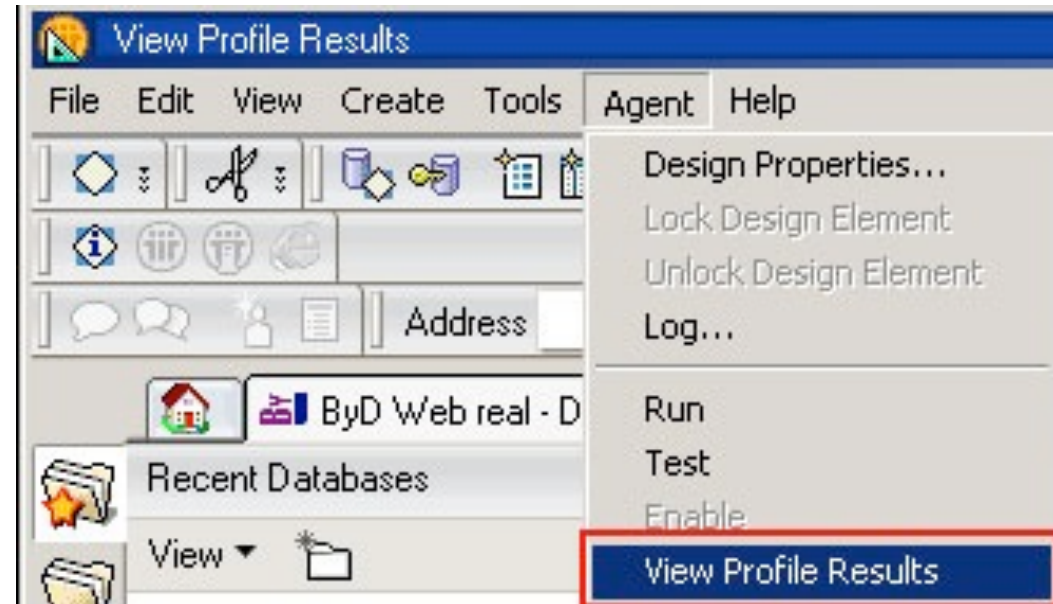 View Profile Results
File Edit View Create Tools Agent Help
Design Properties...
Lock Design Element
Unlock Design Element
Log...
Address
Run
ByD Web real - D
Test
Recent Databases
Enable
View
View Profile Results